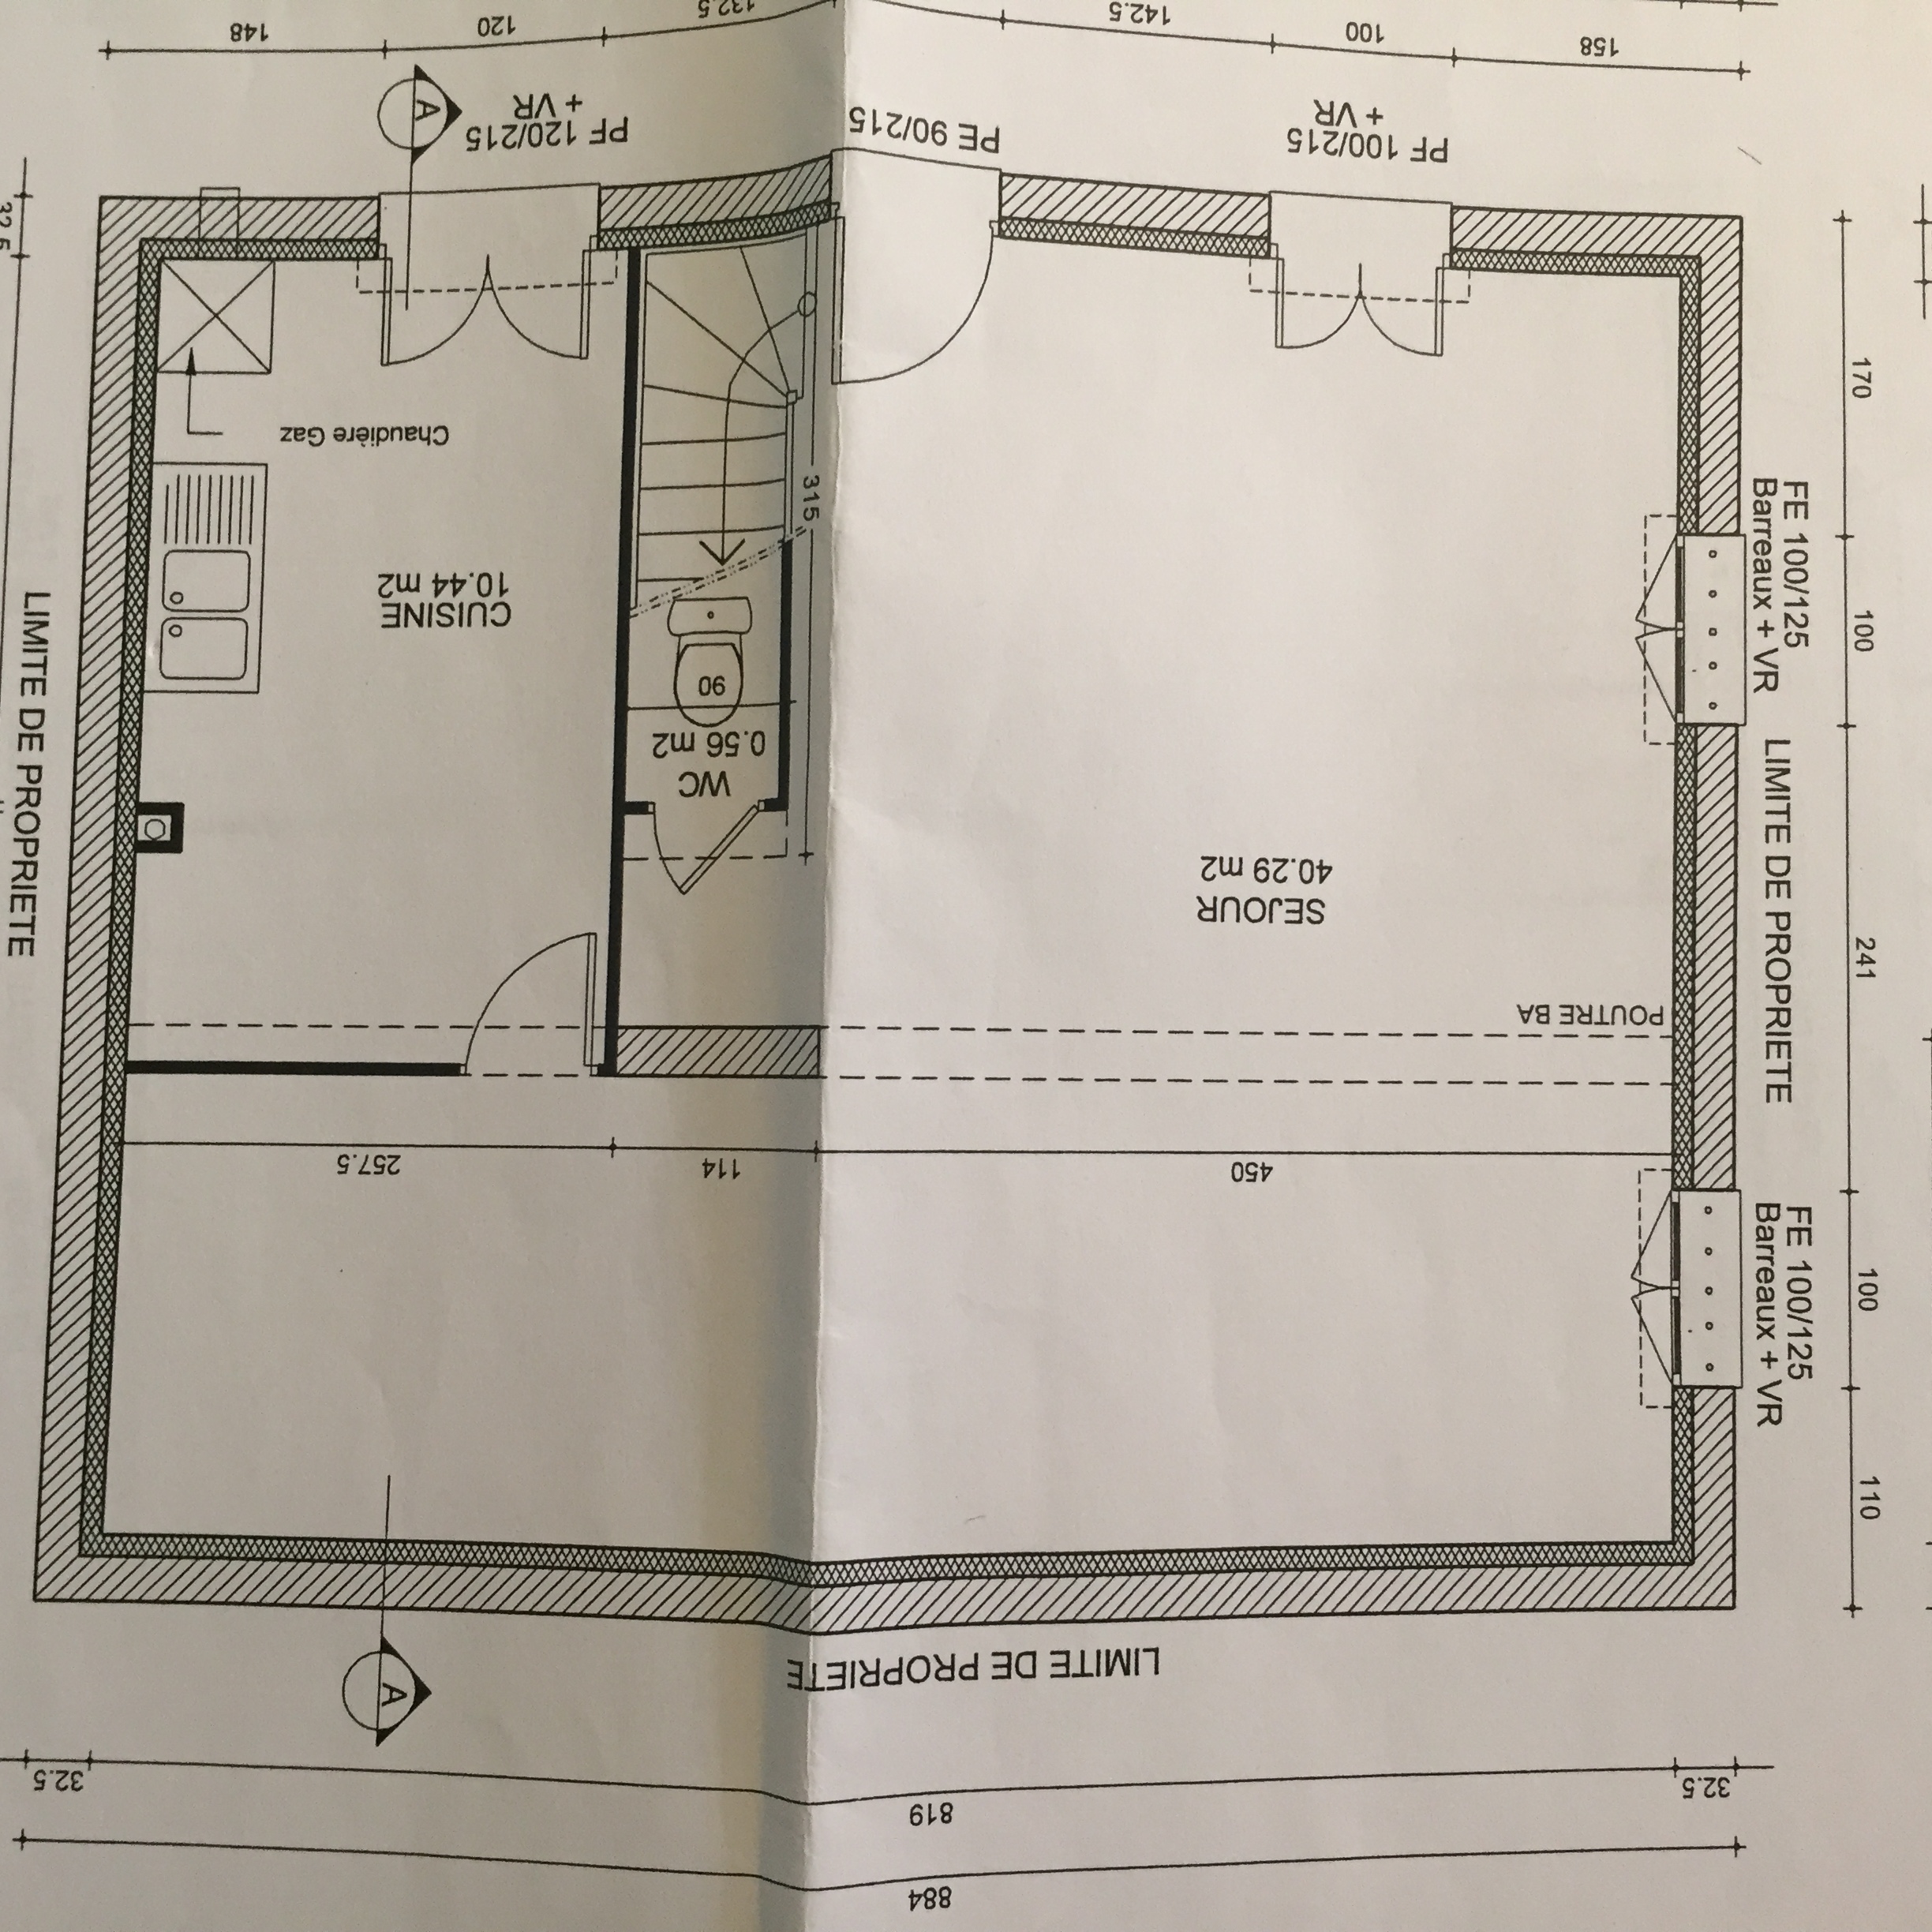 884
819
32.5
32.5
A
LIMITE DE PROPRIETE
110
FE 100/125
Barreaux + VR
100
450
114
257.5
POUTRE BA
241
LIMITE DE PROPRIETE
SEJOUR
40.29 m2
LIMITE DE PROPRIETE
WC
0.56 m2
90
FE 100/125
Barreaux + VR
100
CUISINE
10.44 m2
315
Chaudière Gaz
170
32.5
PF 100/215
+ VR
PE 90/215
PF 120/215
+ VR
A
158
100
142.5
132.5
120
148